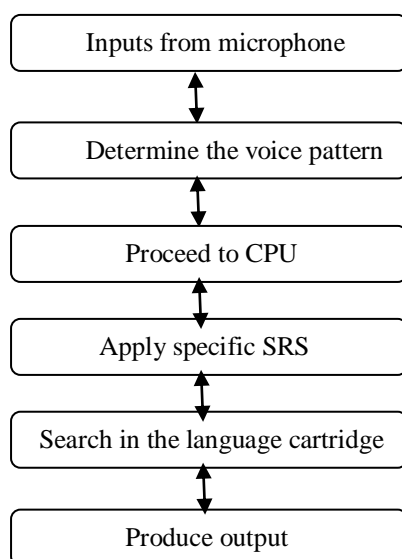 Inputs from microphone
Determine the voice pattern
Proceed to CPU
Apply specific SRS
Search in the language cartridge
Produce output